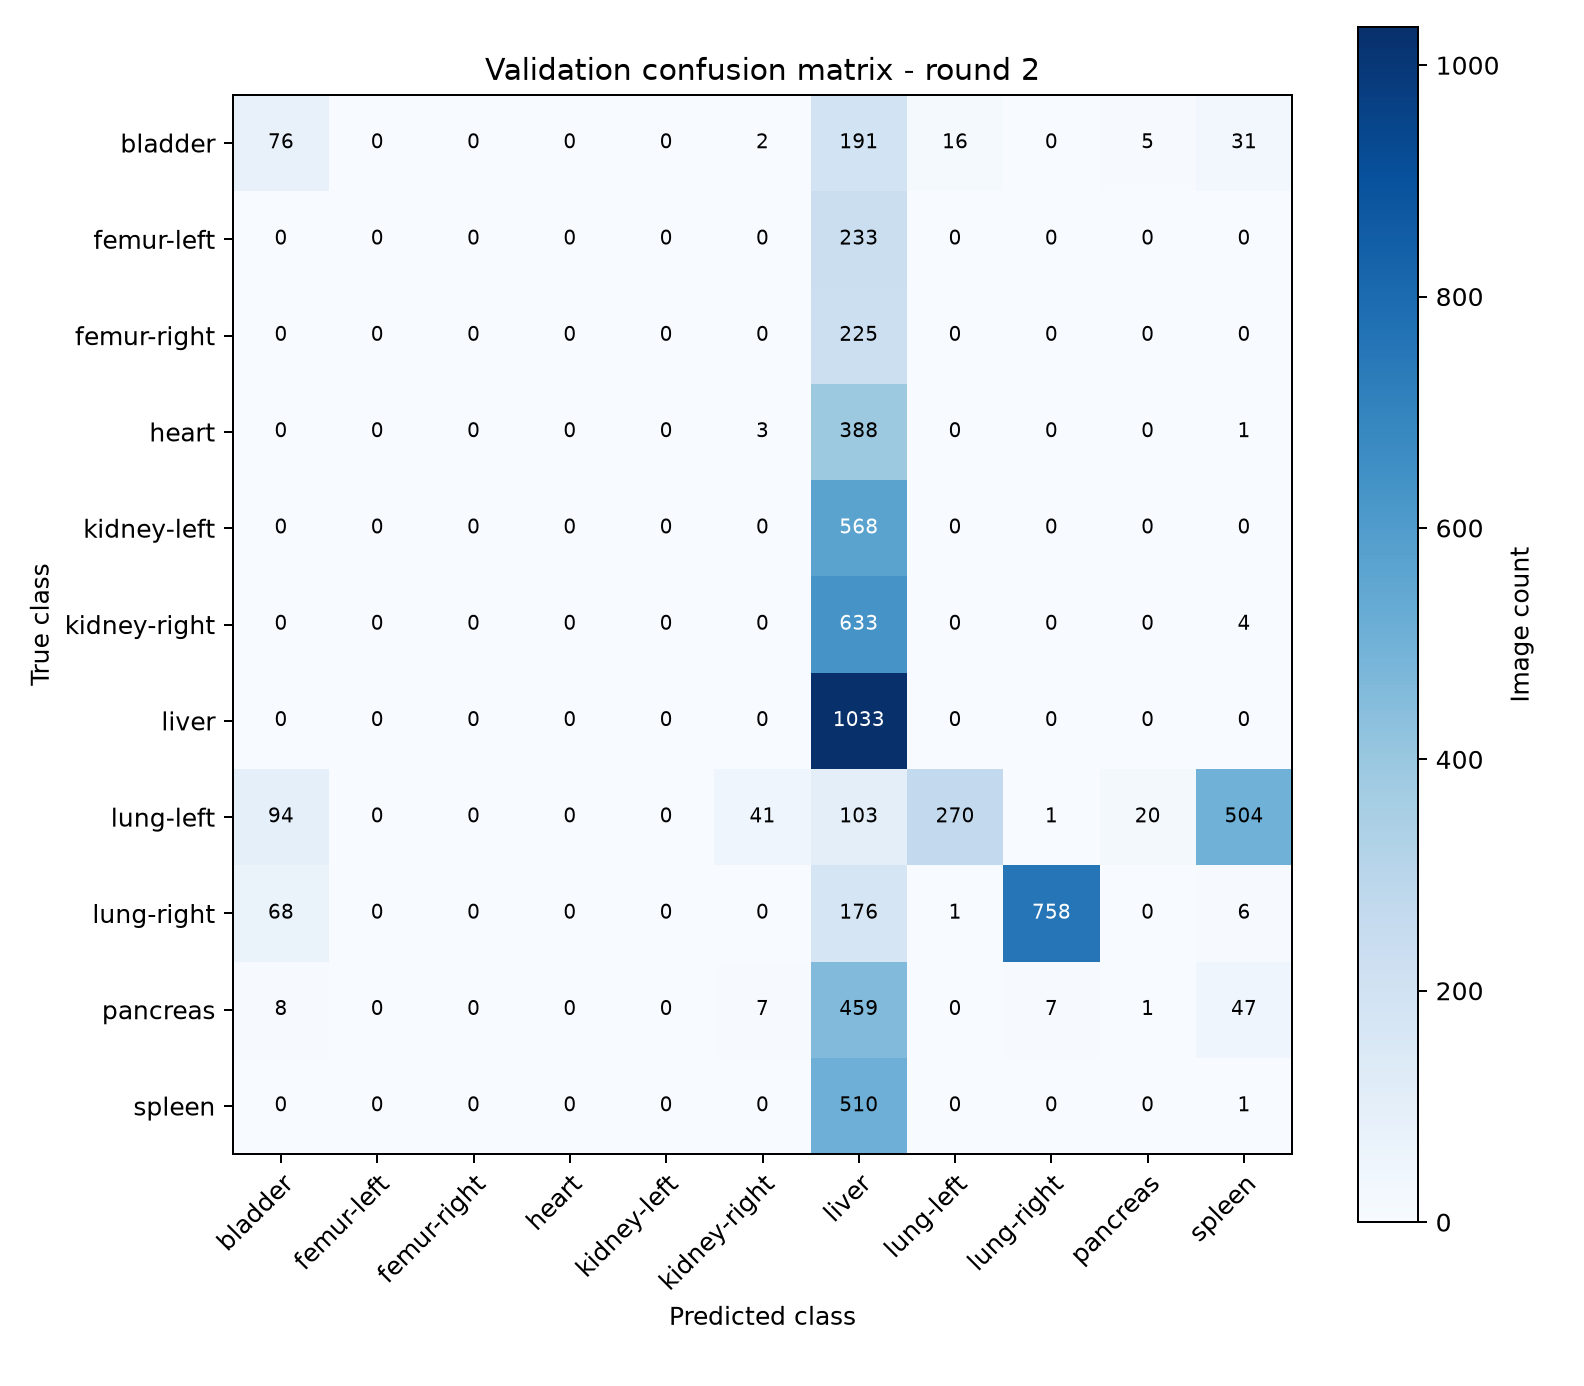 Validation confusion matrix - round 2
bladder 76 0 0 0 0 2 191 16 0 5 31
femur-left 0 0 0 0 0 0 233 0 0 0 0
femur-right 0 0 0 0 0 0 225 0 0 0 0
heart 0 0 0 0 0 3 388 0 0 0 1
kidney-left 0 0 0 0 0 0 568 0 0 0 0
kidney-right 0 0 0 0 0 0 633 0 0 0 4
liver 0 0 0 0 0 0 1033 0 0 0 0
lung-left 94 0 0 0 0 41 103 270 1 20 504
lung-right 68 0 0 0 0 0 176 1 758 0 6
pancreas 8 0 0 0 0 7 459 0 7 1 47
spleen 0 0 0 0 0 0 510 0 0 0 1
True class
bladder femur-left femur-right heart kidney-left kidney-right liver lung-left lung-right pancreas spleen
Predicted class
1000
800
600
400
200
0
Image count